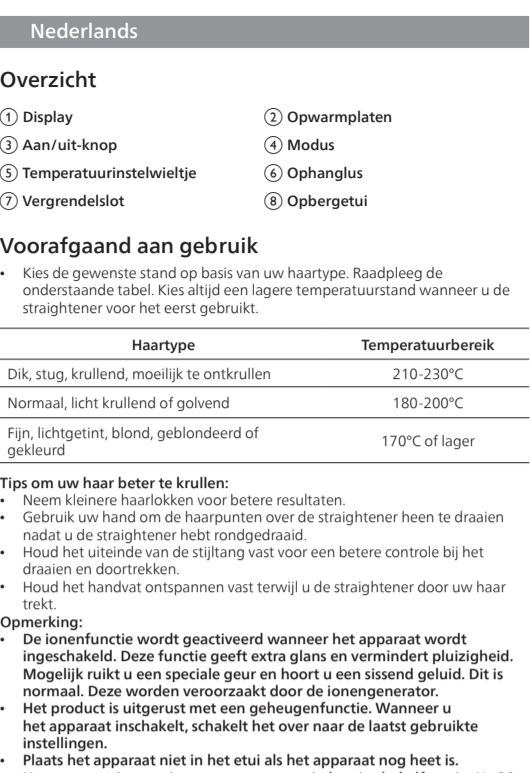 Nederlands
Overzicht
① Display ② Opwarmplaten
③ Aan/uit-knop ④ Modus
⑤ Temperatuurinstelwieltje ⑥ Ophanglus
⑦ Vergrendelslot ⑧ Opbergetui
Voorafgaand aan gebruik
• Kies de gewenste stand op basis van uw haartype. Raadpleeg de
onderstaande tabel. Kies altijd een lagere temperatuurstand wanneer u de
straightener voor het eerst gebruikt.
Haartype Temperatuurbereik
Dik, stug, krullend, moeilijk te ontkrullen 210-230°C
Normaal, licht krullend of golvend 180-200°C
Fijn, lichtgetint, blond, geblondeerd of
gekleurd 170°C of lager
Tips om uw haar beter te krullen:
• Neem kleinere haarlokken voor betere resultaten.
• Gebruik uw hand om de haarpunten over de straightener heen te draaien
nadat u de straightener hebt rondgedraaid.
• Houd het uiteinde van de stijltang vast voor een betere controle bij het
draaien en doortrekken.
• Houd het handvat ontspannen vast terwijl u de straightener door uw haar
trekt.
Opmerking:
• De ionenfunctie wordt geactiveerd wanneer het apparaat wordt
ingeschakeld. Deze functie geeft extra glans en vermindert pluizigheid.
Mogelijk ruikt u een speciale geur en hoort u een sissend geluid. Dit is
normaal. Deze worden veroorzaakt door de ionengenerator.
• Het product is uitgerust met een geheugenfunctie. Wanneer u
het apparaat inschakelt, schakelt het over naar de laatst gebruikte
instellingen.
• Plaats het apparaat niet in het etui als het apparaat nog heet is.